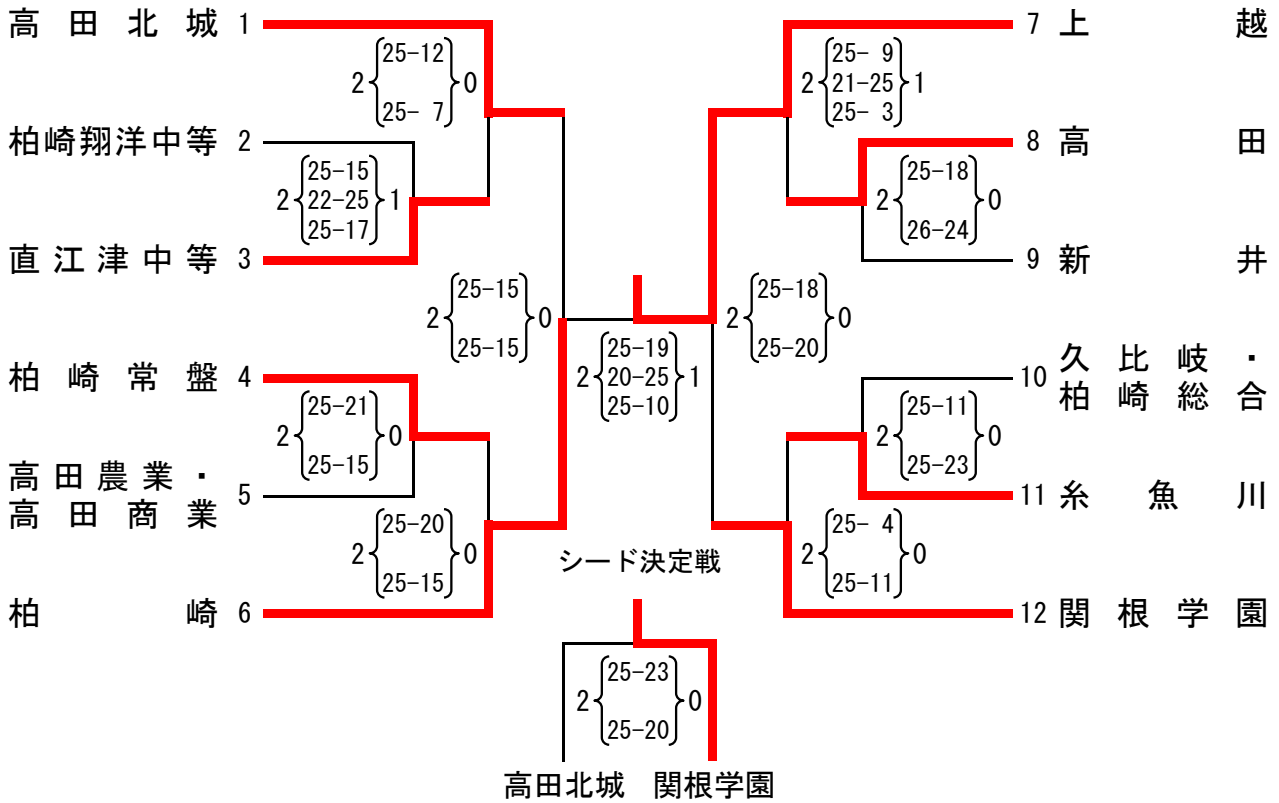 高田北城 1
25-12
2 0
25- 7
柏崎翔洋中等 2
25-15
2 22-25 1
25-17
直江津中等 3
25-15
2 0
25-15
柏崎常盤 4
25-21
2 0
25-15
高田農業・
高田商業
5
25-20
2 0
25-15
柏崎 6
25-19
2 20-25 1
25-10
7 上越
25- 9
2 21-25 1
25- 3
8 高田
25-18
2 0
26-24
9 新井
25-18
2 0
25-20
10
久比岐・
柏崎総合
25-11
2 0
25-23
11 糸魚川
25- 4
2 0
25-11
12 関根学園
シード決定戦
25-23
2 0
25-20
高田北城 関根学園